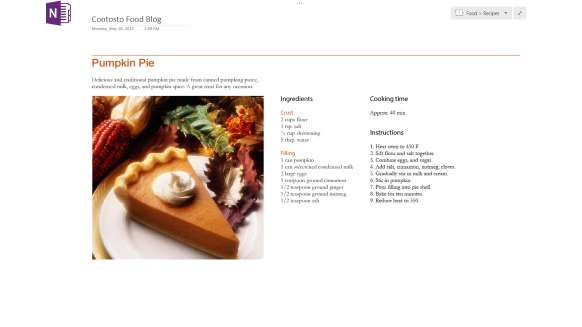 N
Contosto Food Blog
Food > Recipes
Monday, May 18, 2015 3:00 PM
Pumpkin Pie
Delicious and traditional pumpkin pie made from canned pumpkin puree,
condensed milk, eggs, and pumpkin spice. A great treat for any occasion.
Ingredients
Crust
2 cups flour
1 tsp. salt
cup shortening
5 tbsp. water
Filling
1 can pumpkin
1 can sweetened condensed milk
2 large eggs
1 teaspoon ground cinnamon
1/2 teaspoon ground ginger
1/2 teaspoon ground nutmeg
1/2 teaspoon salt
Cooking time
Approx. 40 min.
Instructions
1. Heat oven to 450 F
2. Sift flour and salt together.
3. Combine eggs, and sugar.
4. Add salt, cinnamon, nutmeg, cloves.
5. Gradually stir in milk and cream.
6. Stir in pumpkin.
7. Pour filling into pie shell.
8. Bake for ten minutes.
9. Reduce heat to 350.